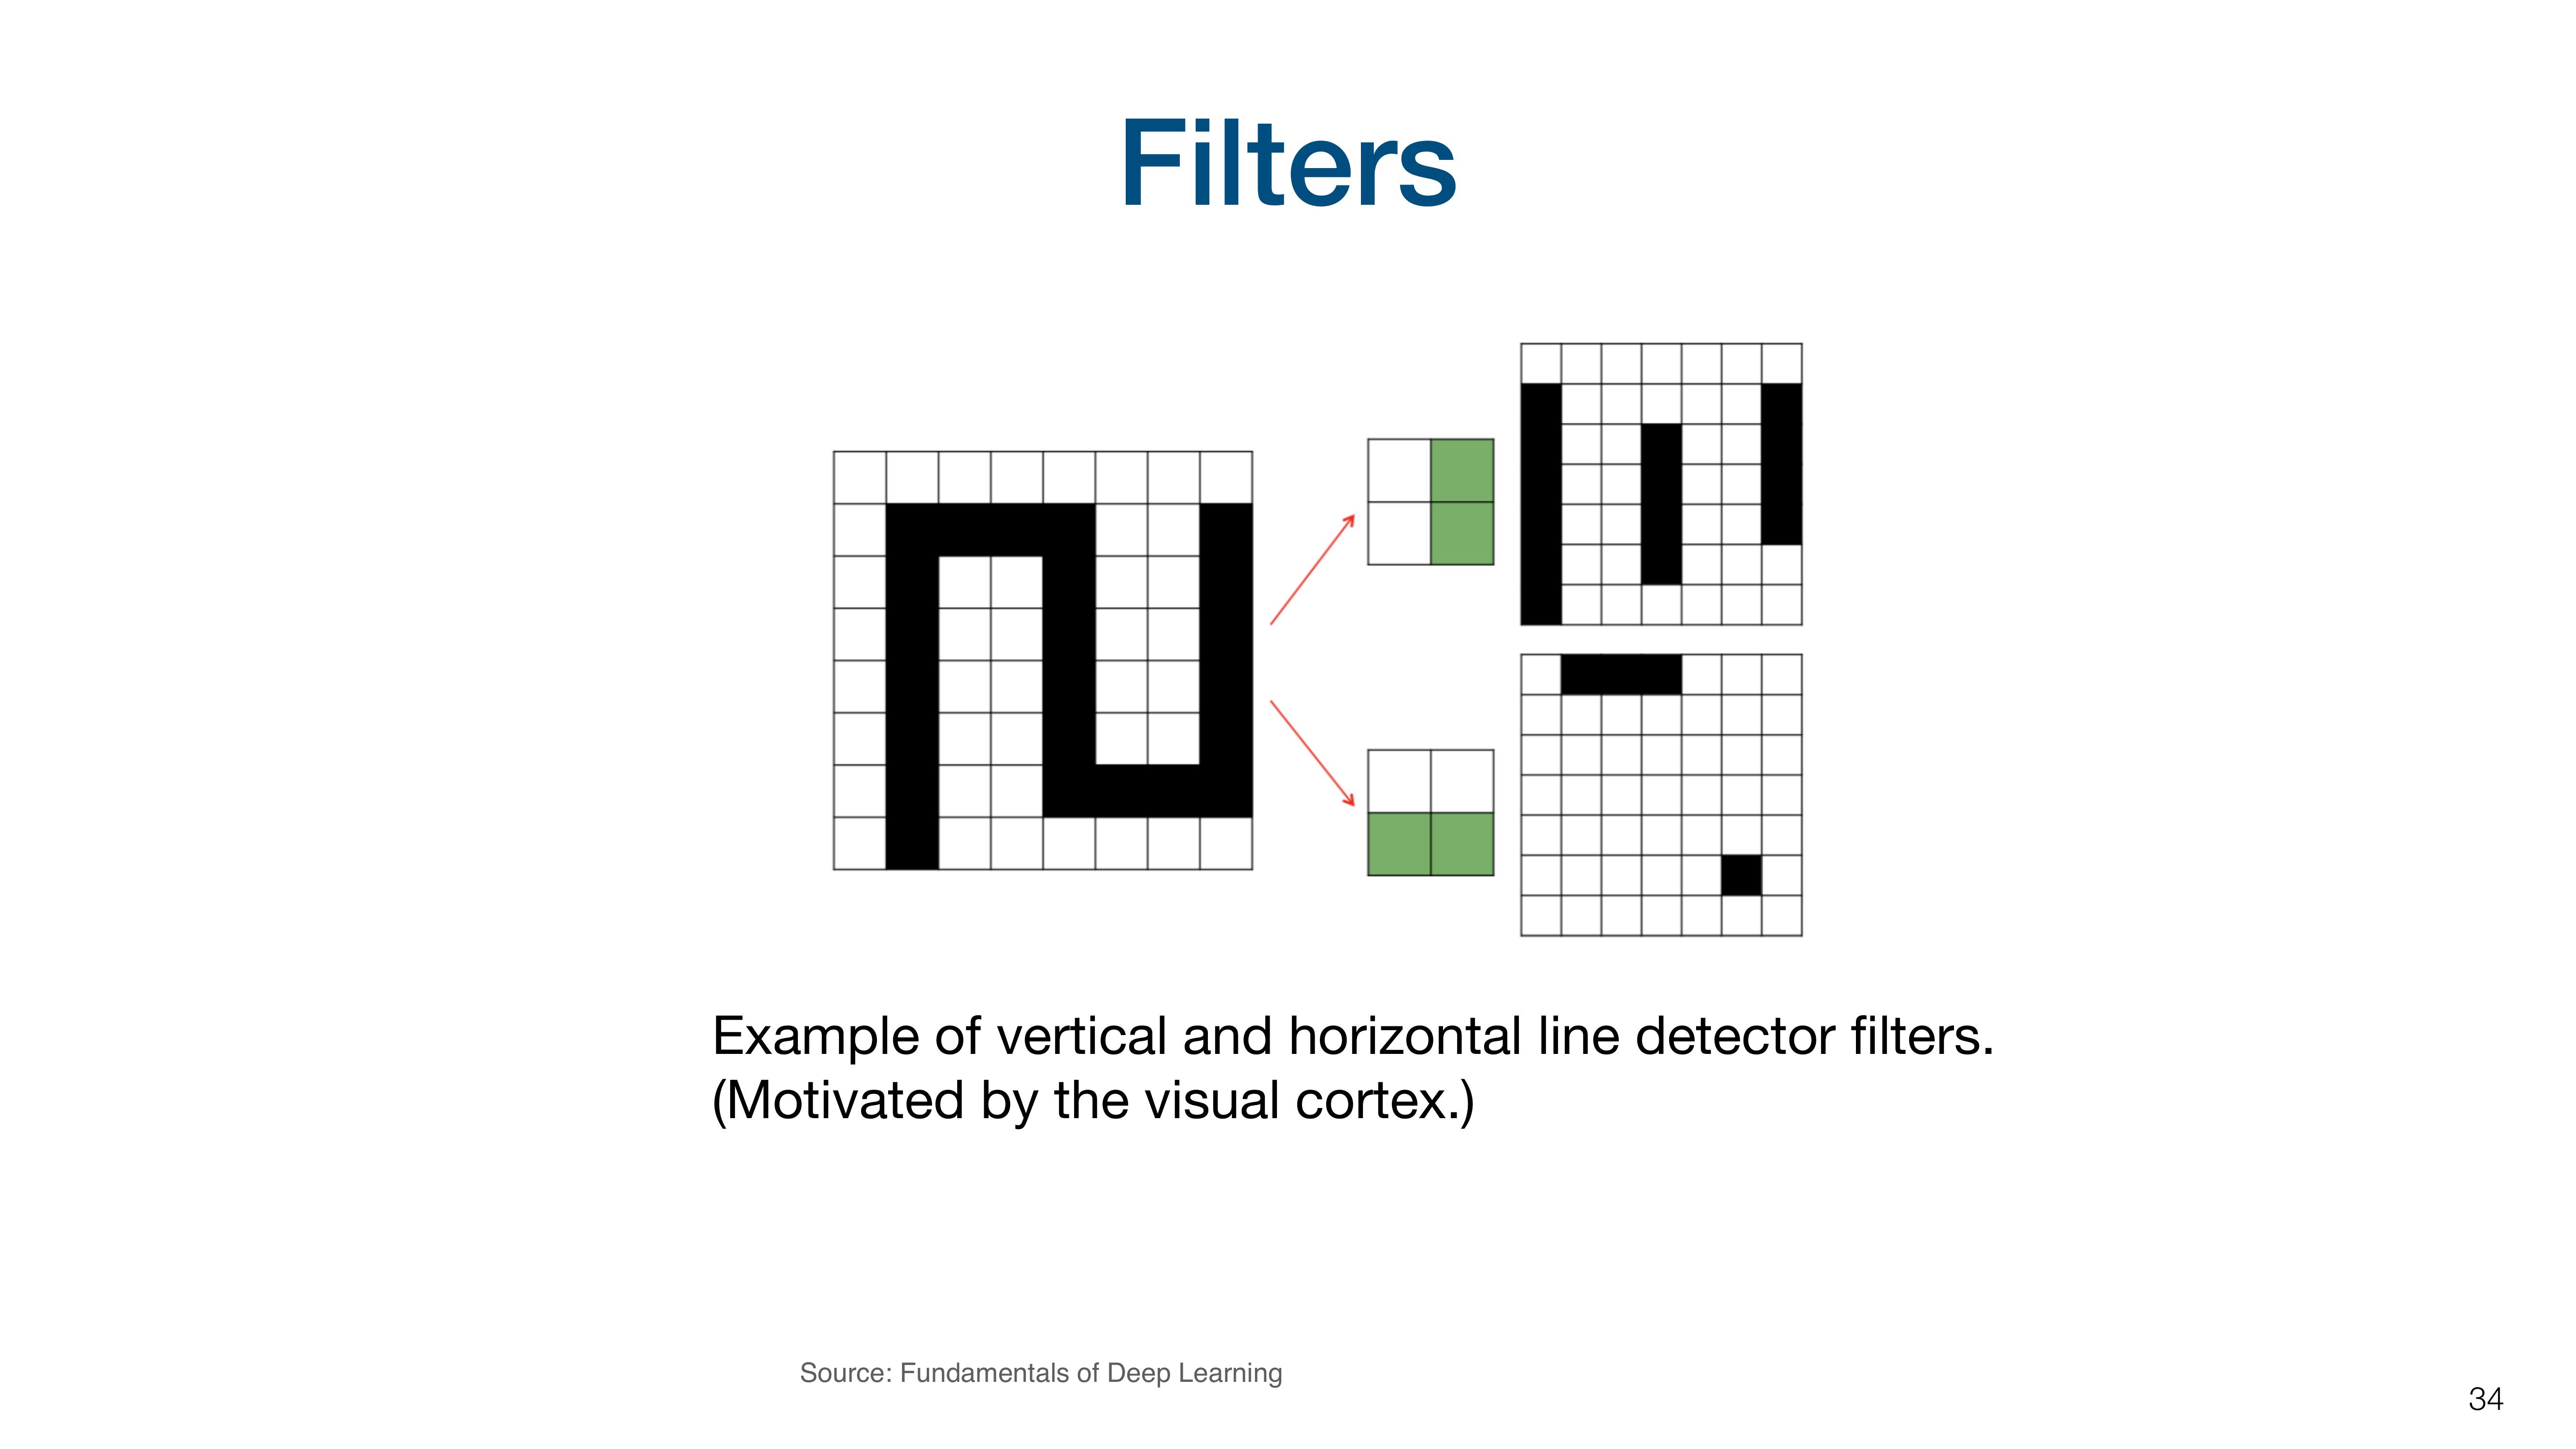 Filters
Example of vertical and horizontal line detector filters.
(Motivated by the visual cortex.)
Source: Fundamentals of Deep Learning
34